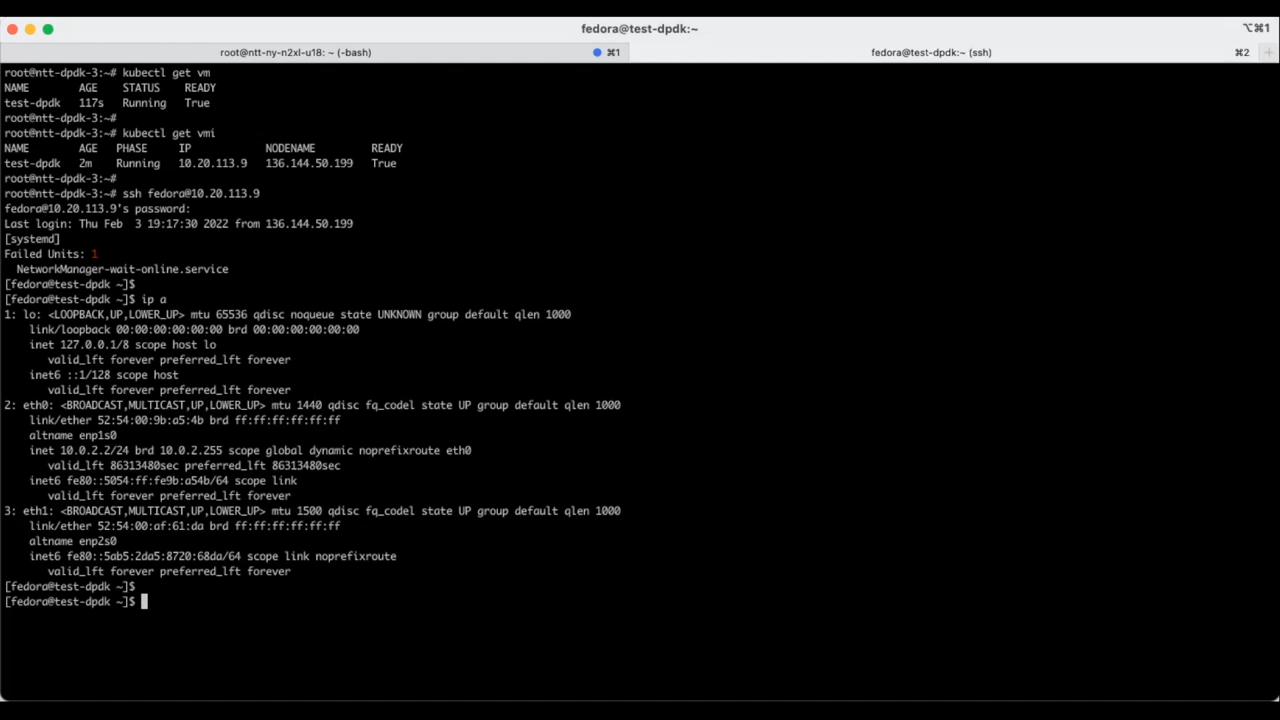 fedora@test-dpdk:~
⌥⌘1
root@ntt-ny-n2xl-u18: ~ (-bash)
⌘1
fedora@test-dpdk:~ (ssh)
⌘2
+
root@ntt-dpdk-3:~# kubectl get vm
NAME AGE STATUS READY
test-dpdk 117s Running True
root@ntt-dpdk-3:~#
root@ntt-dpdk-3:~# kubectl get vmi
NAME AGE PHASE IP NODENAME READY
test-dpdk 2m Running 10.20.113.9 136.144.50.199 True
root@ntt-dpdk-3:~#
root@ntt-dpdk-3:~# ssh fedora@10.20.113.9
fedora@10.20.113.9's password:
Last login: Thu Feb 3 19:17:30 2022 from 136.144.50.199
[systemd]
Failed Units: 1
NetworkManager-wait-online.service
[fedora@test-dpdk ~]$
[fedora@test-dpdk ~]$ ip a
1: lo: <LOOPBACK,UP,LOWER_UP> mtu 65536 qdisc noqueue state UNKNOWN group default qlen 1000
link/loopback 00:00:00:00:00:00 brd 00:00:00:00:00:00
inet 127.0.0.1/8 scope host lo
valid_lft forever preferred_lft forever
inet6 ::1/128 scope host
valid_lft forever preferred_lft forever
2: eth0: <BROADCAST,MULTICAST,UP,LOWER_UP> mtu 1440 qdisc fq_codel state UP group default qlen 1000
link/ether 52:54:00:9b:a5:4b brd ff:ff:ff:ff:ff:ff
altname enp1s0
inet 10.0.2.2/24 brd 10.0.2.255 scope global dynamic noprefixroute eth0
valid_lft 86313480sec preferred_lft 86313480sec
inet6 fe80::5054:ff:fe9b:a54b/64 scope link
valid_lft forever preferred_lft forever
3: eth1: <BROADCAST,MULTICAST,UP,LOWER_UP> mtu 1500 qdisc fq_codel state UP group default qlen 1000
link/ether 52:54:00:af:61:da brd ff:ff:ff:ff:ff:ff
altname enp2s0
inet6 fe80::5ab5:2da5:8720:68da/64 scope link noprefixroute
valid_lft forever preferred_lft forever
[fedora@test-dpdk ~]$
[fedora@test-dpdk ~]$